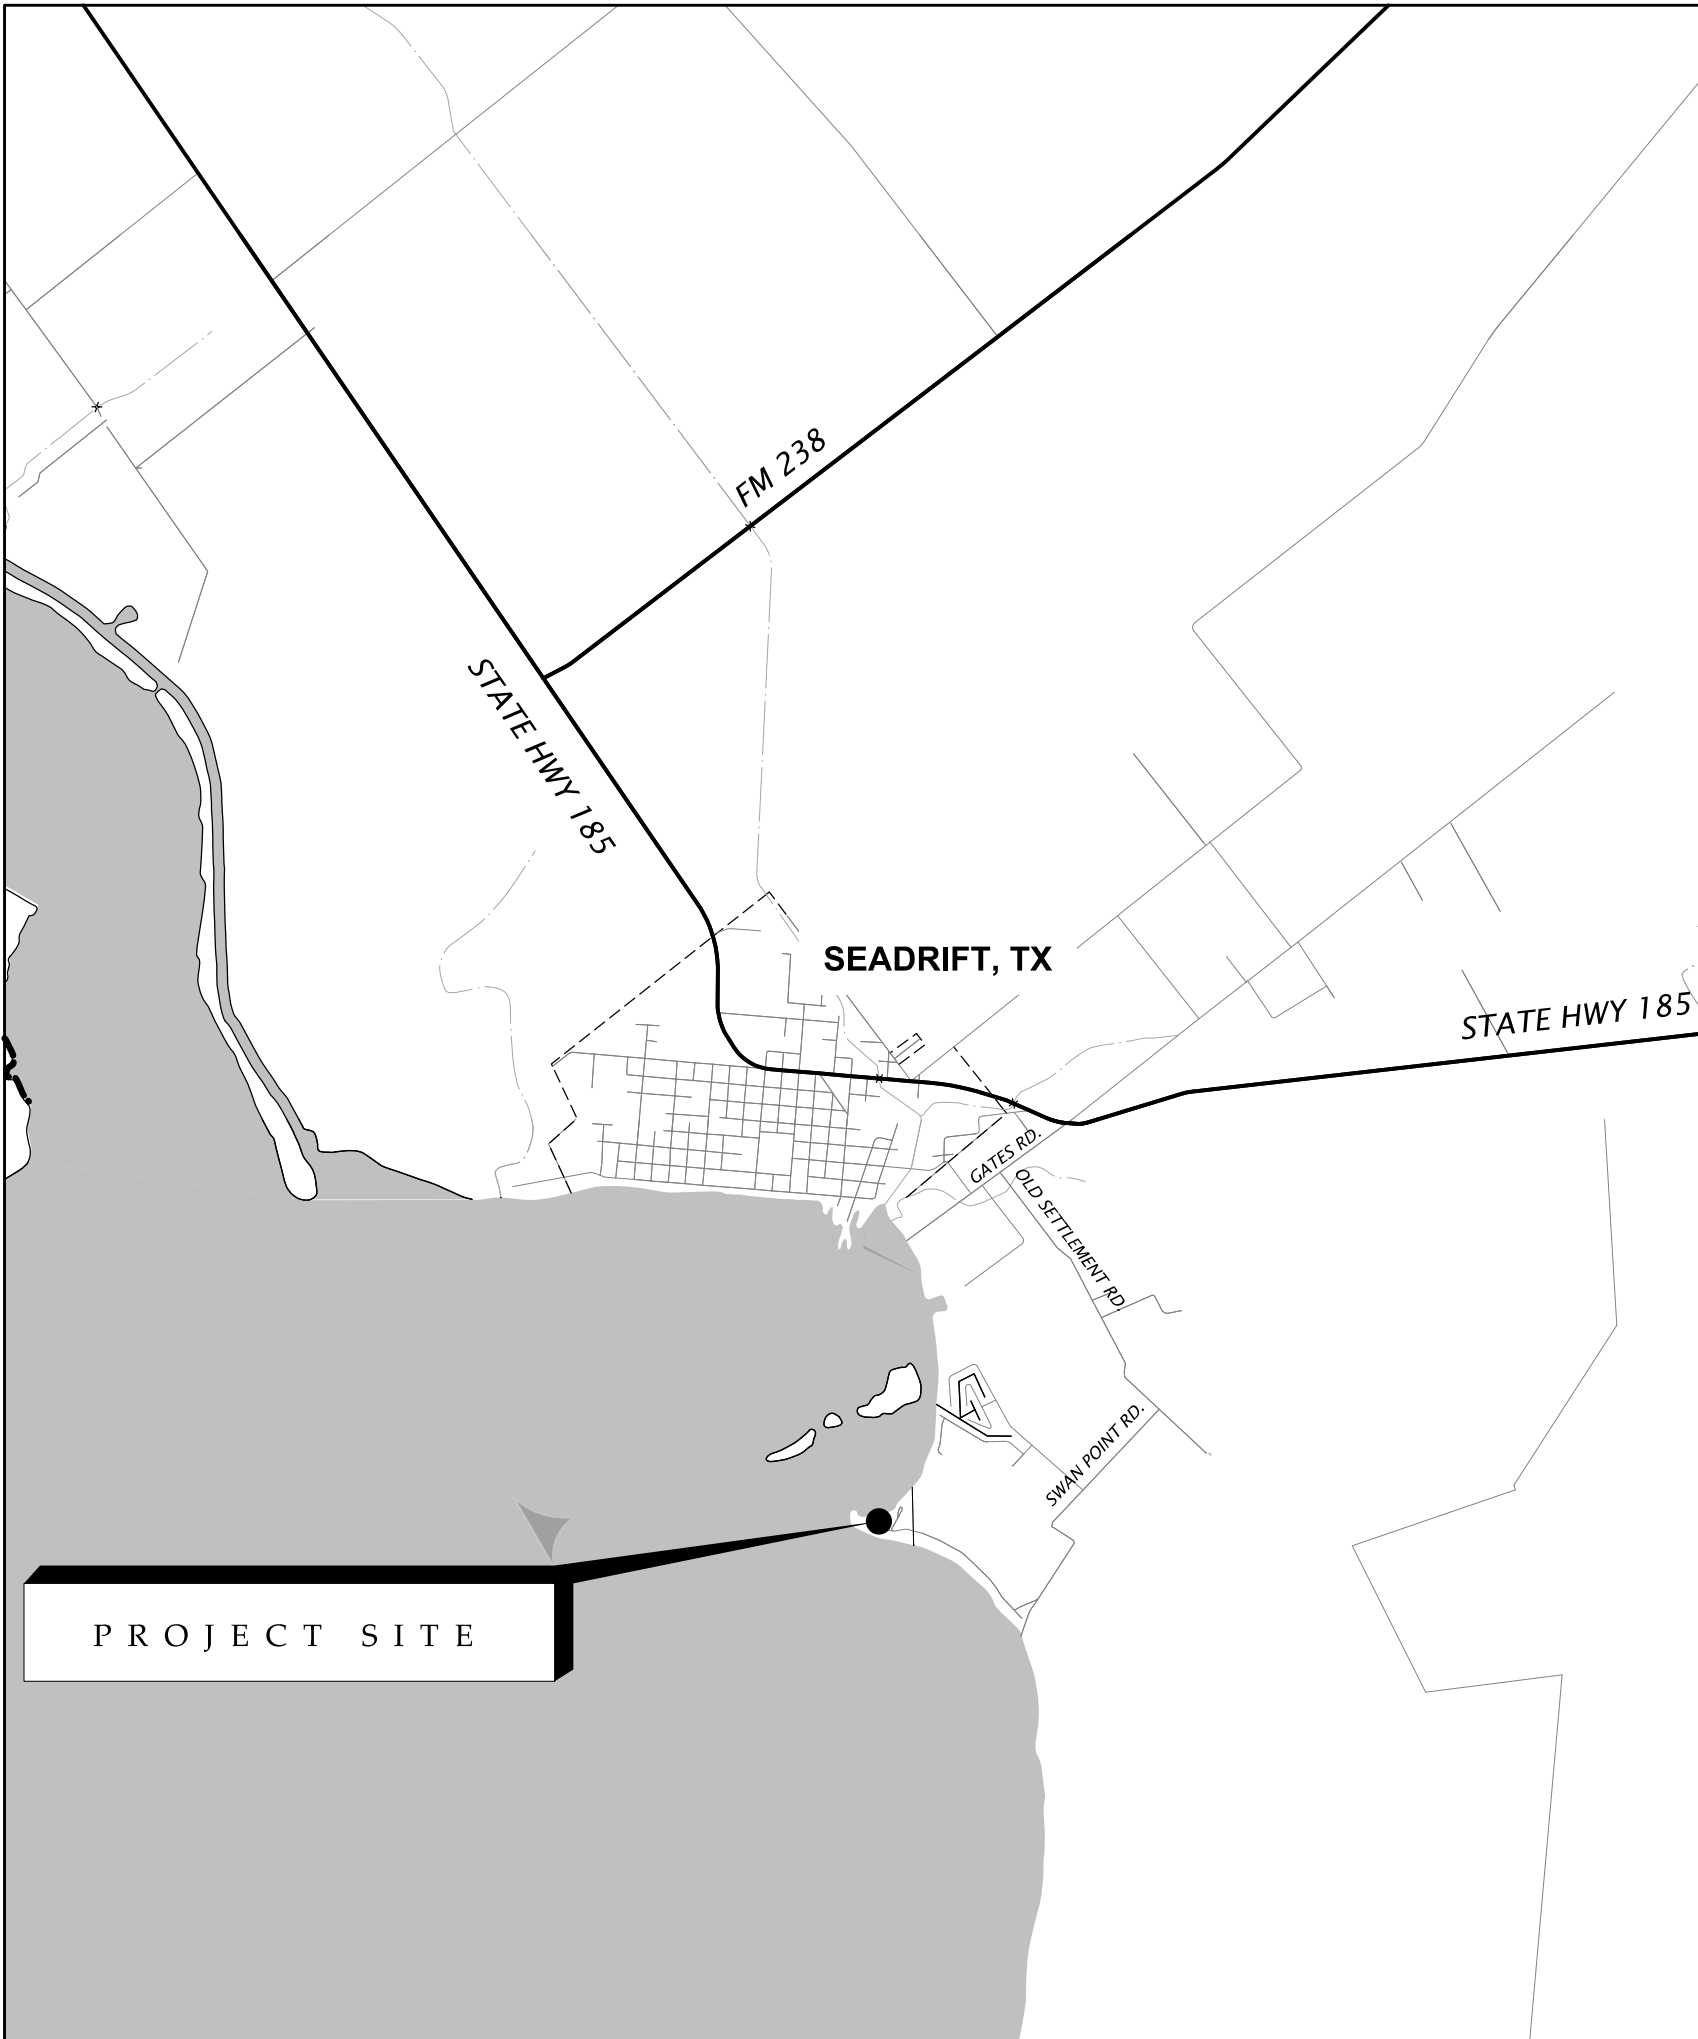 FM 238
STATE HWY 185
SEADRIFT, TX
STATE HWY 185
GATES RD.
OLD SETTLEMENT RD.
SWAN POINT RD.
PROJECT SITE